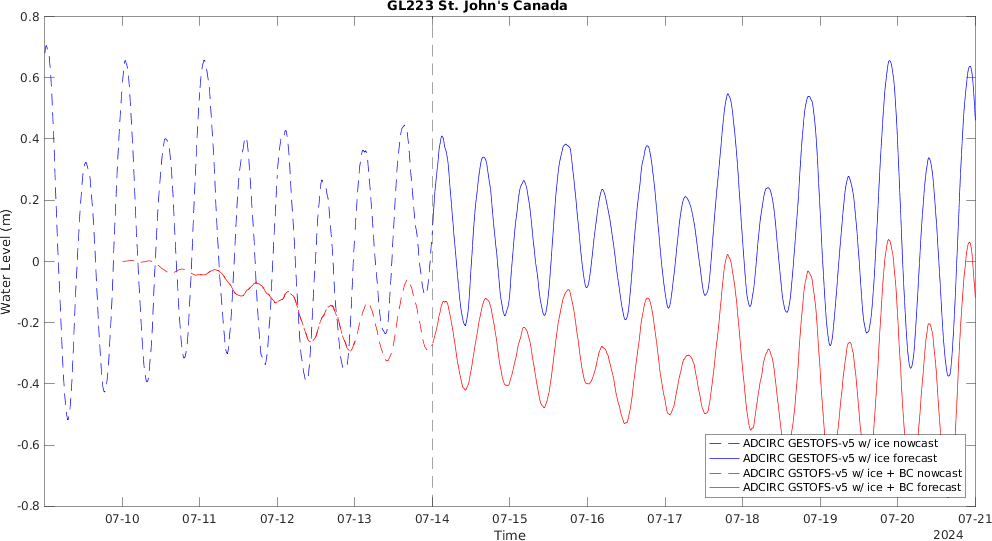 GL223 St. John's Canada
Water Level (m)
0.8
0.6
0.4
0.2
0
-0.2
-0.4
-0.6
-0.8
ADCIRC GESTOFS-v5 w/ ice nowcast
ADCIRC GESTOFS-v5 w/ ice forecast
ADCIRC GSTOFS-v5 w/ ice + BC nowcast
ADCIRC GSTOFS-v5 w/ ice + BC forecast
07-10 07-11 07-12 07-13 07-14 07-15 07-16 07-17 07-18 07-19 07-20 07-21
Time
2024